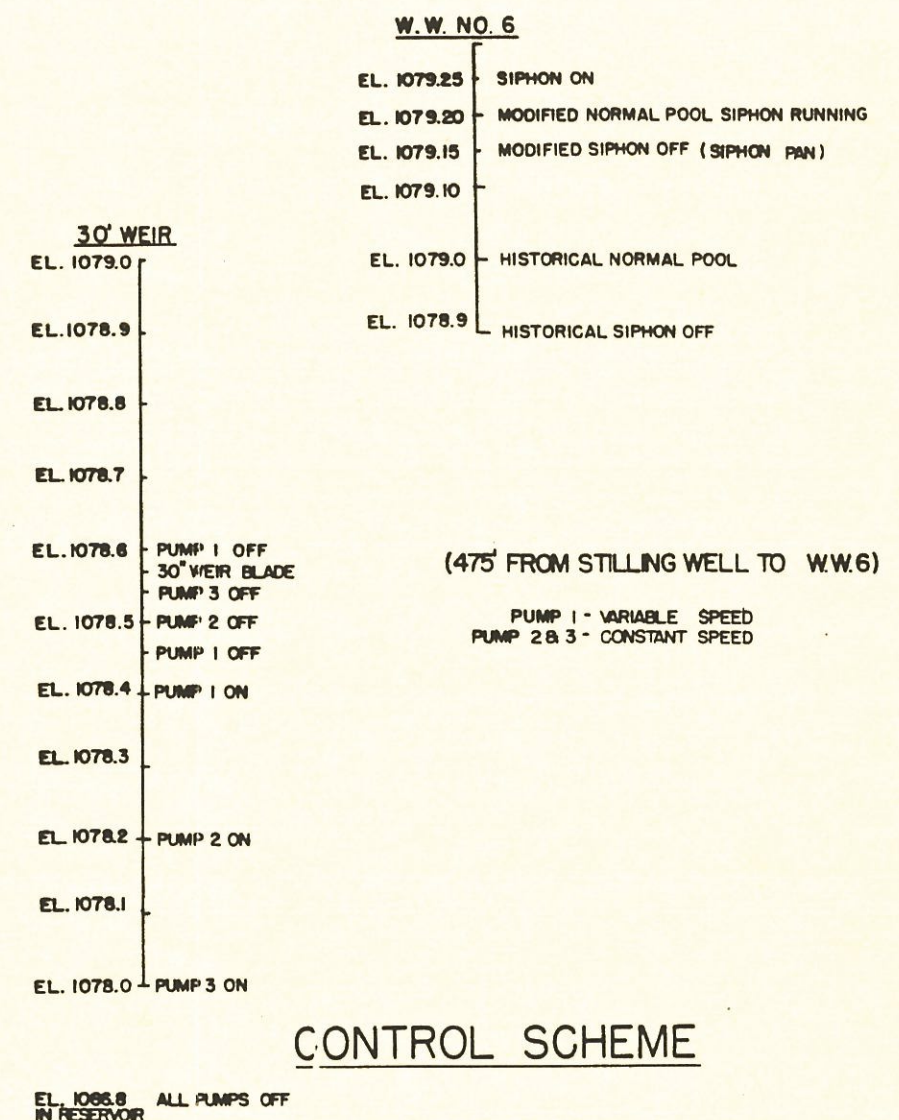 W.W. NO. 6
EL. 1079.25 SIPHON ON
EL. 1079.20 MODIFIED NORMAL POOL SIPHON RUNNING
EL. 1079.15 MODIFIED SIPHON OFF (SIPHON PAN)
EL. 1079.10
EL. 1079.0 HISTORICAL NORMAL POOL
EL. 1078.9 HISTORICAL SIPHON OFF
30' WEIR
EL. 1079.0
EL. 1078.9
EL. 1078.8
EL. 1078.7
EL. 1078.6 PUMP 1 OFF
30" WEIR BLADE
PUMP 3 OFF
EL. 1078.5 PUMP 2 OFF
PUMP 1 OFF
EL. 1078.4 PUMP 1 ON
EL. 1078.3
EL. 1078.2 PUMP 2 ON
EL. 1078.1
EL. 1078.0 PUMP 3 ON
(475' FROM STILLING WELL TO W.W.6)
PUMP 1 - VARIABLE SPEED
PUMP 2 & 3 - CONSTANT SPEED
CONTROL SCHEME
EL. 1066.8 ALL PUMPS OFF
IN RESERVOIR